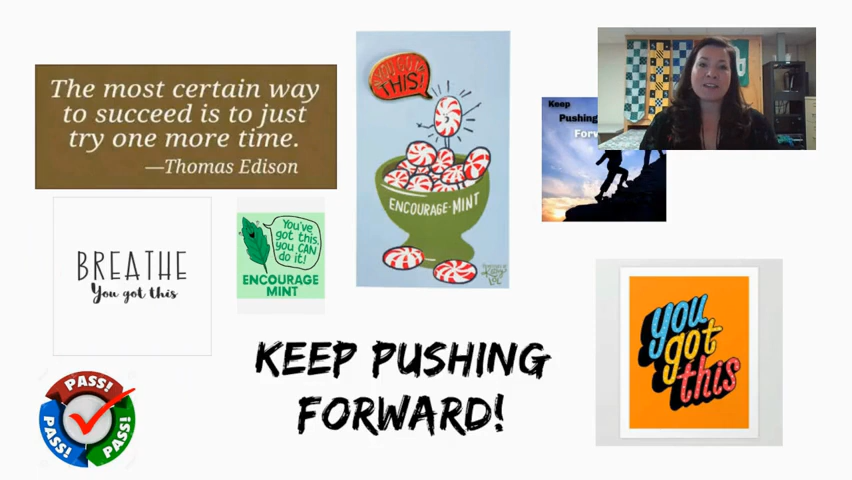 The most certain way
to succeed is to just
try one more time.
—Thomas Edison
YOU GOT
THIS!
ENCOURAGE-MINT
Keep
Pushing
Forw
BREATHE
You got this
You've
got this,
you CAN
do it!
ENCOURAGE
MINT
KEEP PUSHING
FORWARD!
PASS!
PASS!
PASS!
you
got
this